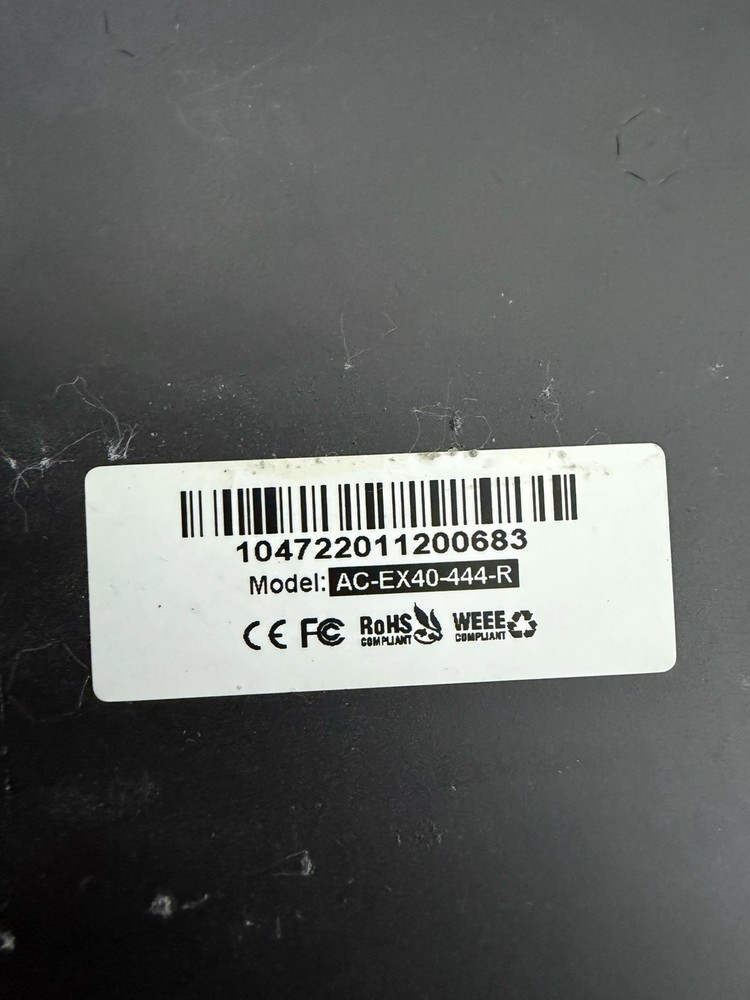 104722011200683
Model: AC-EX40-444-R
CE FC RoHS COMPLIANT WEEE COMPLIANT